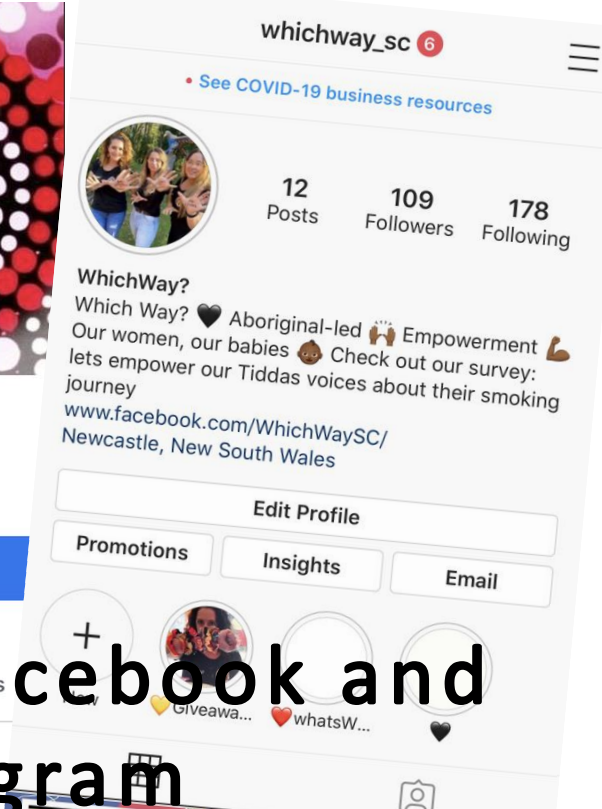 whichway_sc 6
• See COVID-19 business resources
12 109 178
Posts Followers Following
WhichWay?
Which Way? 🖤 Aboriginal-led 🙌🏾 Empowerment 💪🏾
Our women, our babies 👶🏾 Check out our survey:
lets empower our Tiddas voices about their smoking
journey
www.facebook.com/WhichWaySC/
Newcastle, New South Wales
Edit Profile
Promotions Insights Email
New 💛Giveawa... ❤️whatsW... 🖤
s cebook and
gram